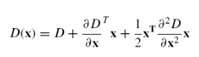 D(x) = D + ∂D^T/∂x x + 1/2 x^T ∂²D/∂x² x